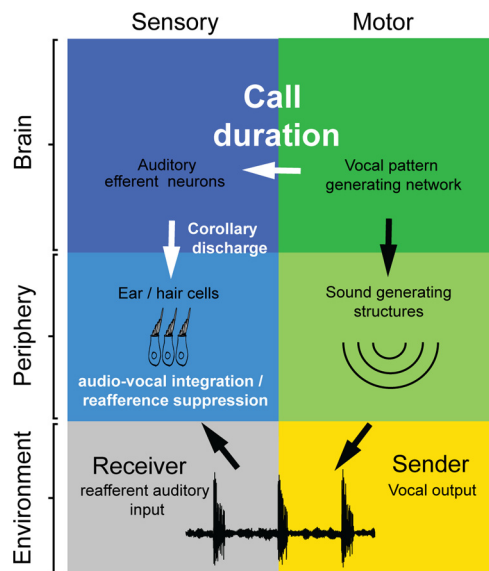 Sensory
Motor
Brain
Call
duration
Auditory
efferent neurons
Vocal pattern
generating network
Corollary
discharge
Periphery
Ear / hair cells
Sound generating
structures
audio-vocal integration /
reafference suppression
Environment
Receiver
reafferent auditory
input
Sender
Vocal output